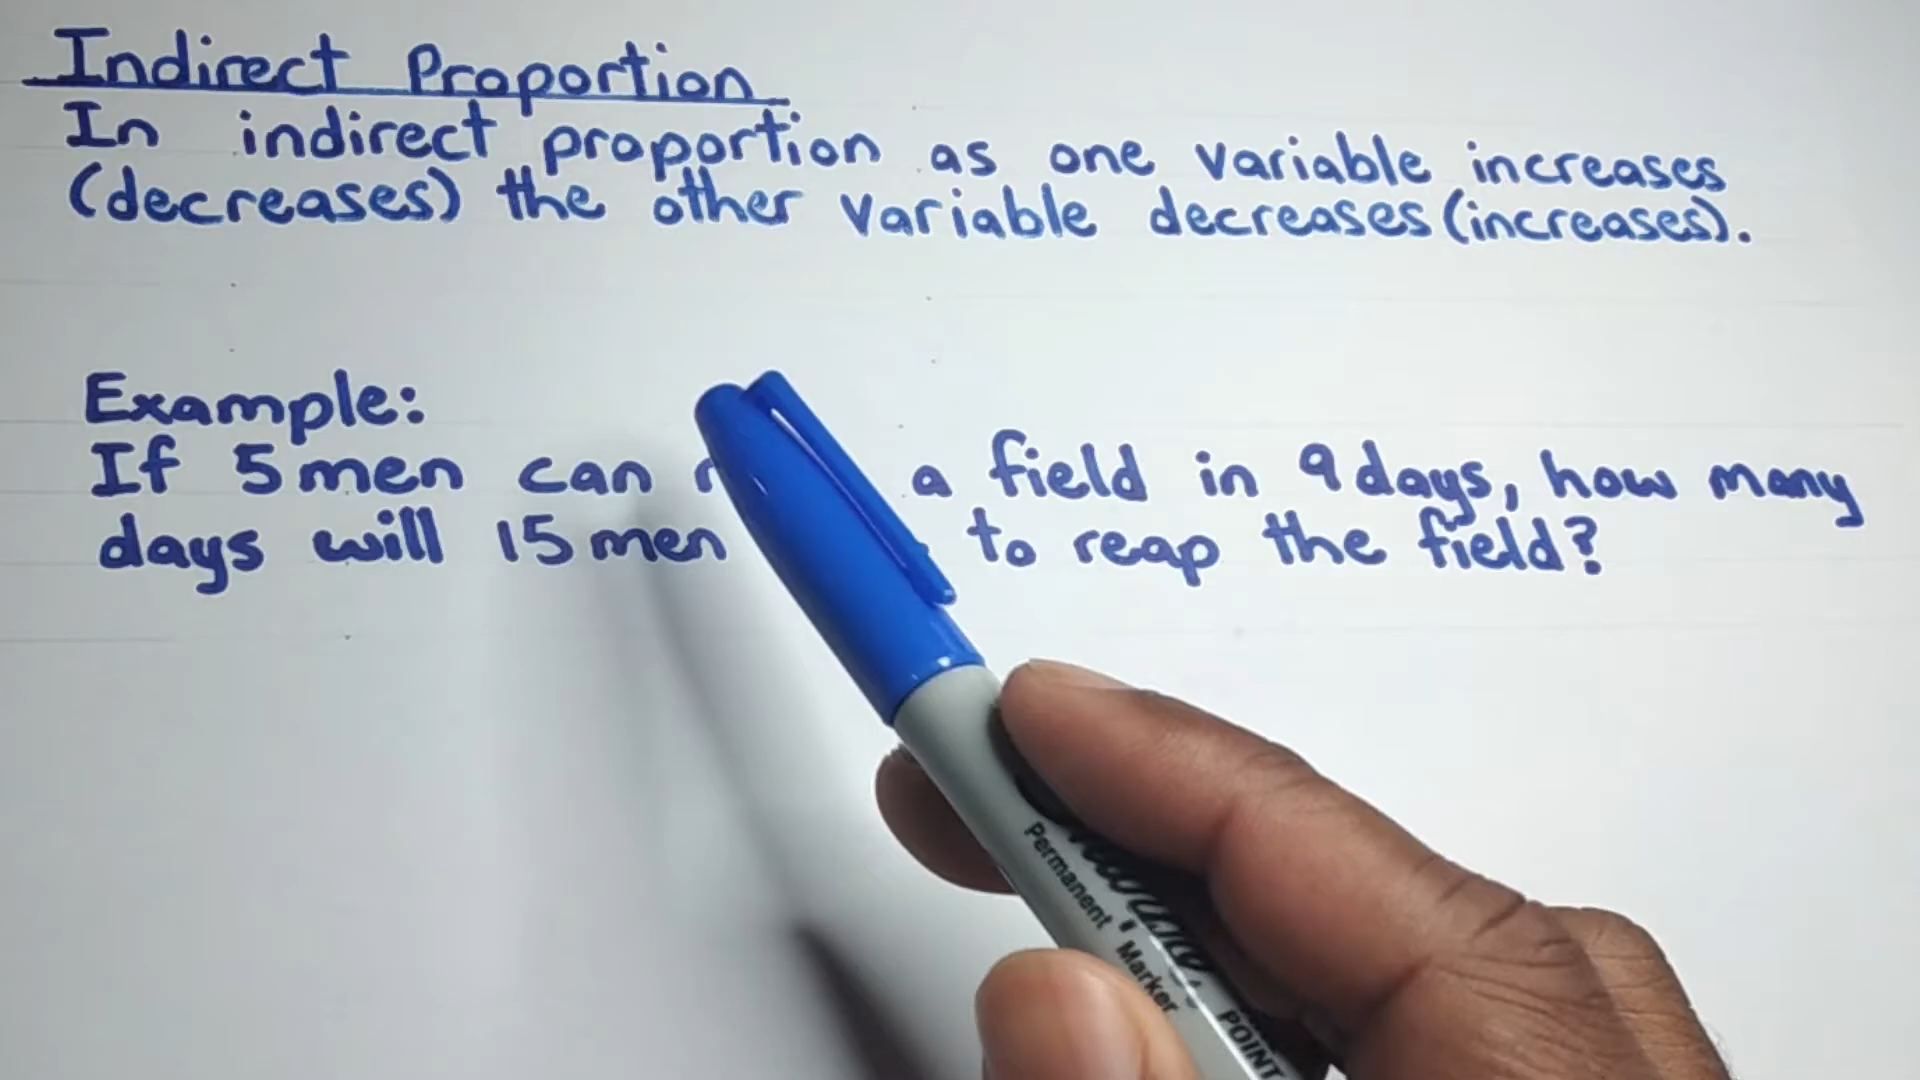 Indirect Proportion
In indirect proportion as one variable increases
(decreases) the other variable decreases (increases).
Example:
If 5 men can a field in 9 days, how many
days will 15 men to reap the field?
Permanent Marker
POINT